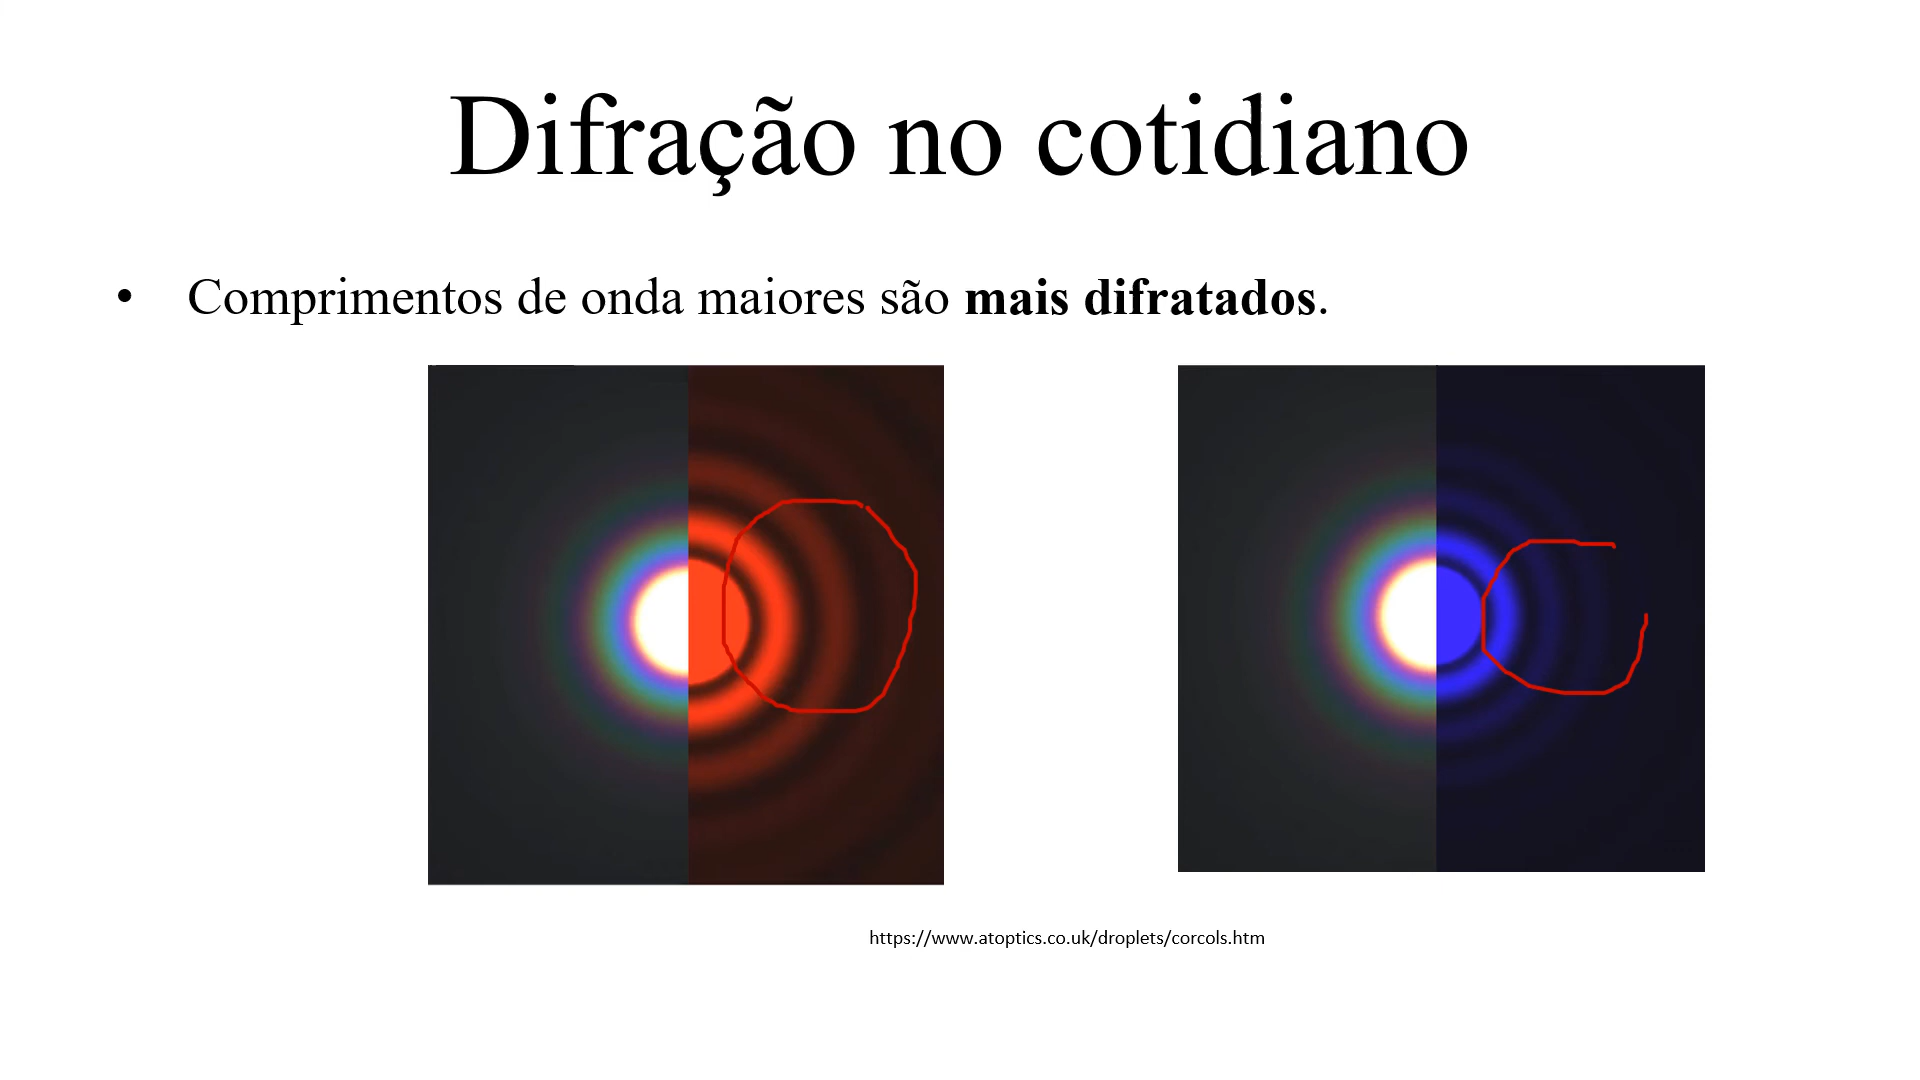 Difração no cotidiano
• Comprimentos de onda maiores são mais difratados.
https://www.atoptics.co.uk/droplets/corcols.htm